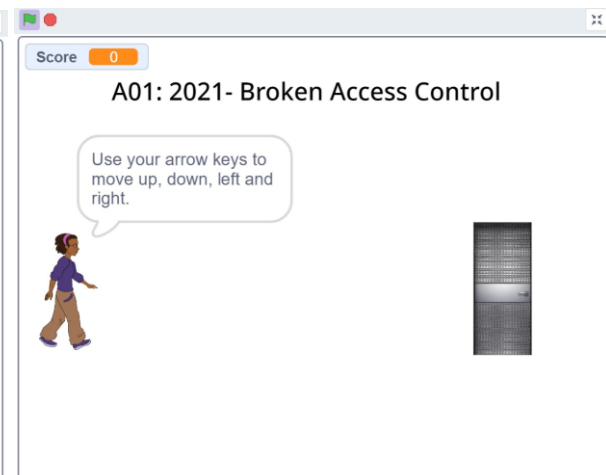 Score 0
A01: 2021- Broken Access Control
Use your arrow keys to
move up, down, left and
right.